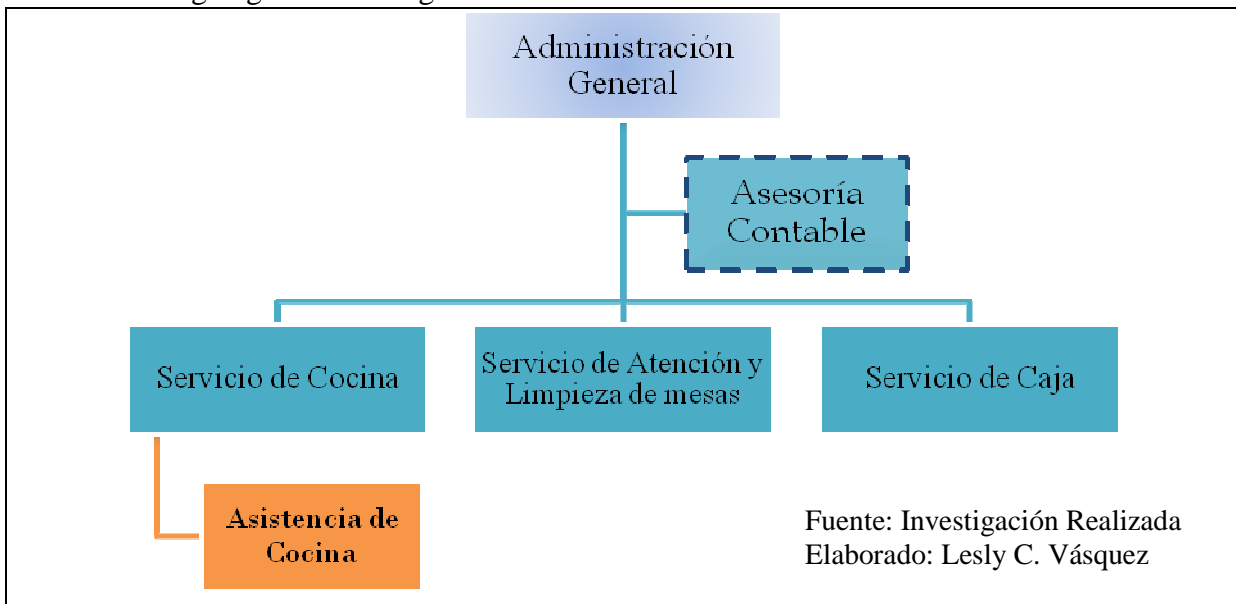 Administración
General
Asesoría
Contable
Servicio de Cocina
Servicio de Atención y
Limpieza de mesas
Servicio de Caja
Asistencia de
Cocina
Fuente: Investigación Realizada
Elaborado: Lesly C. Vásquez